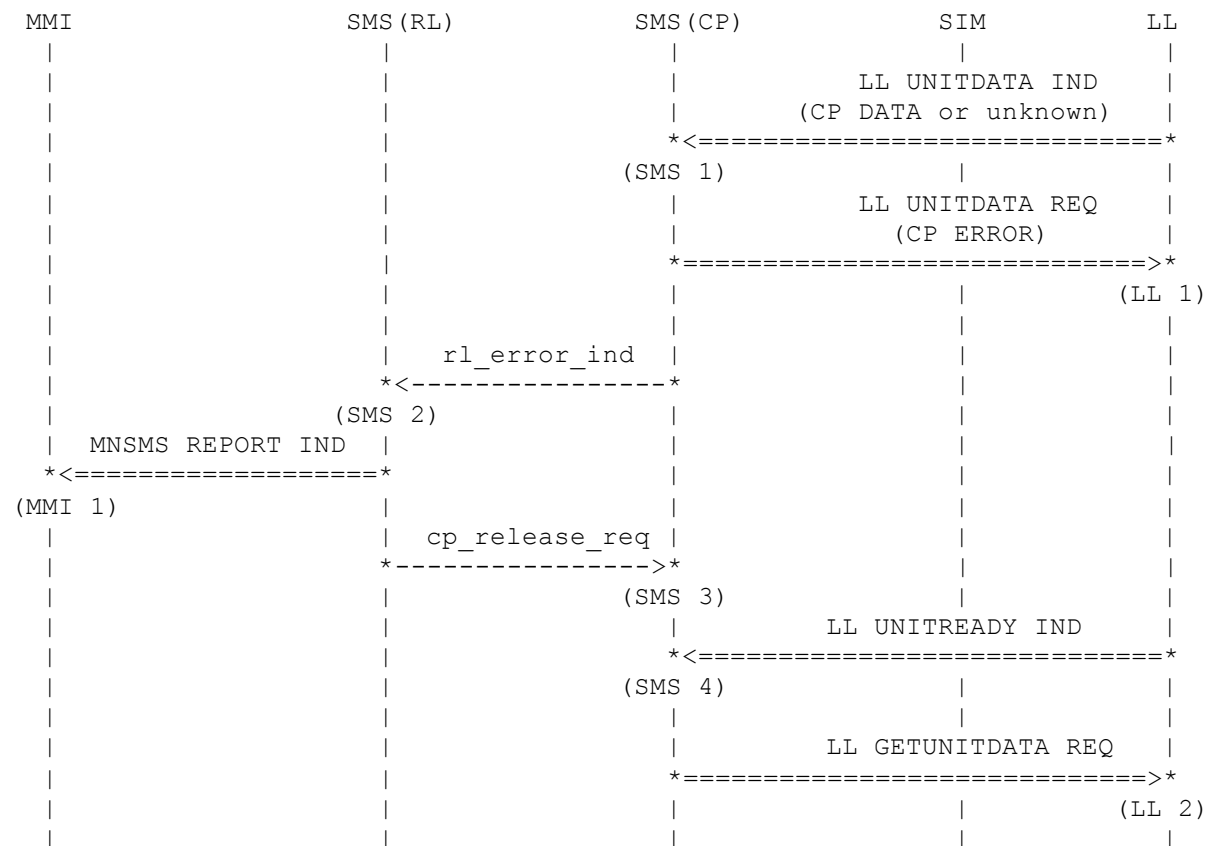 MMI SMS(RL) SMS(CP) SIM LL
LL UNITDATA IND
(CP DATA or unknown)
(SMS 1)
LL UNITDATA REQ
(CP ERROR)
(LL 1)
rl_error_ind
(SMS 2)
MNSMS REPORT IND
(MMI 1)
cp_release_req
(SMS 3)
LL UNITREADY IND
(SMS 4)
LL GETUNITDATA REQ
(LL 2)